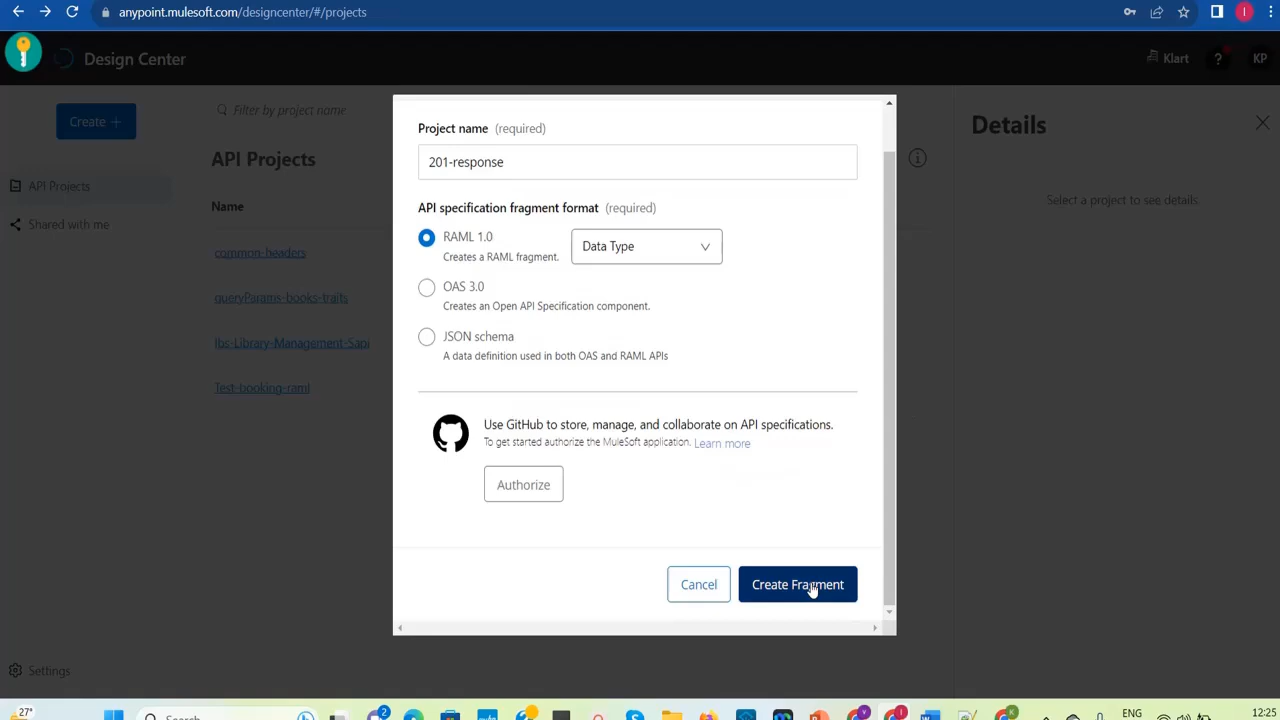 anypoint.mulesoft.com/designcenter/#/projects
Design Center
Klart
?
KP
Create +
Filter by project name
API Projects
Name
API Projects
Shared with me
common-headers
queryParams-books-traits
Test-booking-raml
Settings
Project name (required)
201-response
API specification fragment format (required)
RAML 1.0
Creates a RAML fragment.
Data Type
OAS 3.0
Creates an Open API Specification component.
JSON schema
A data definition used in both OAS and RAML APIs
Use GitHub to store, manage, and collaborate on API specifications.
To get started authorize the MuleSoft application. Learn more
Authorize
Cancel
Create Fragment
Details
Select a project to see details
27°
Search
2
ENG
12:25